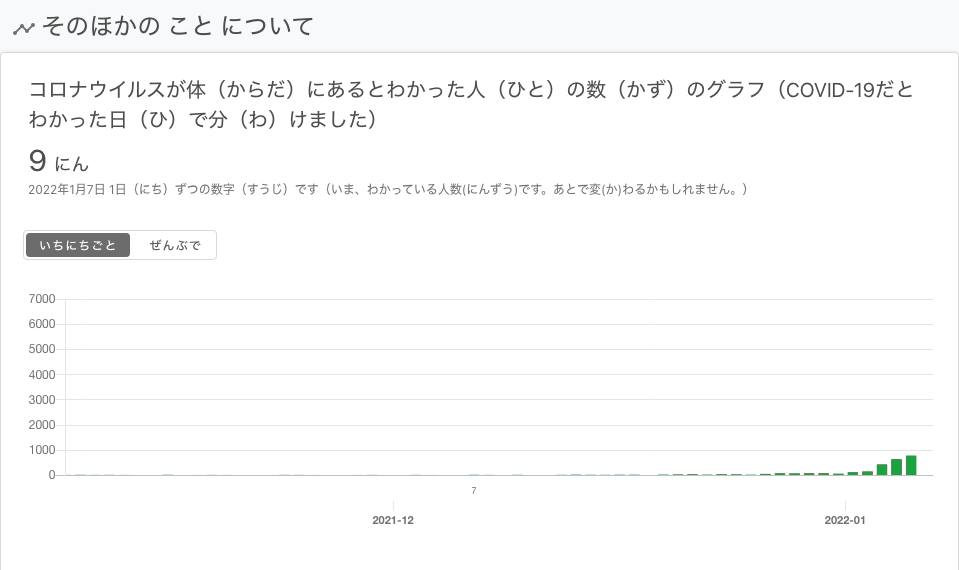 そのほかの こと について
コロナウイルスが体（からだ）にあるとわかった人（ひと）の数（かず）のグラフ（COVID-19だと
わかった日（ひ）で分（わ）けました）
9 にん
2022年1月7日 1日（にち）ずつの数字（すうじ）です（いま、わかっている人数(にんずう)です。あとで変(か)わるかもしれません。）
いちにちごと ぜんぶで
7000
6000
5000
4000
3000
2000
1000
0
7
2021-12 2022-01